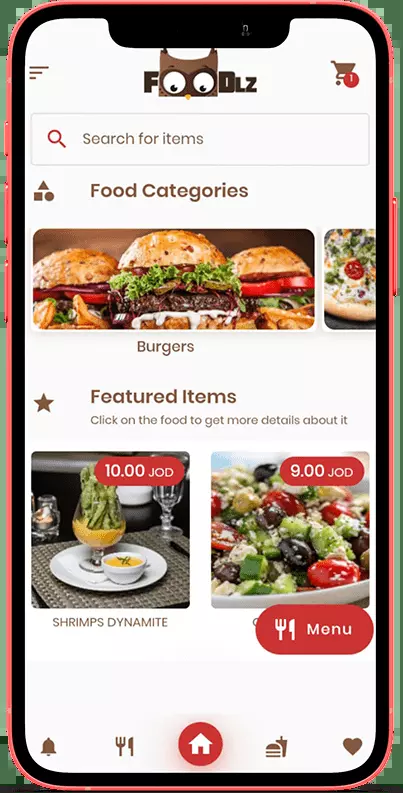 FOODLZ
1
Search for items
Food Categories
Burgers
Featured Items
Click on the food to get more details about it
10.00 JOD
9.00 JOD
SHRIMPS DYNAMITE
Menu